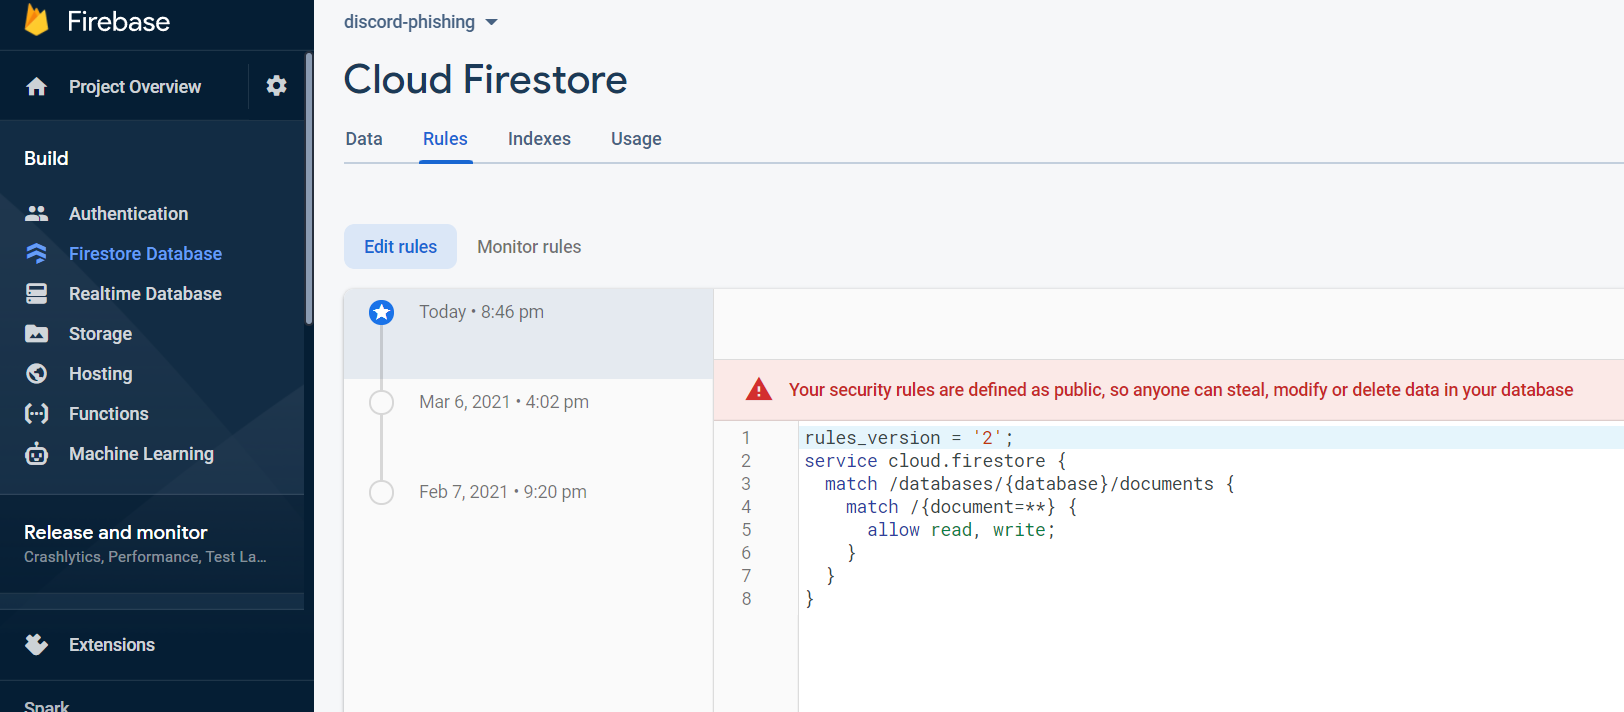 Firebase
Project Overview
Build
Authentication
Firestore Database
Realtime Database
Storage
Hosting
Functions
Machine Learning
Release and monitor
Crashlytics, Performance, Test La...
Extensions
Spark
discord-phishing
Cloud Firestore
Data Rules Indexes Usage
Edit rules Monitor rules
Today • 8:46 pm
Mar 6, 2021 • 4:02 pm
Feb 7, 2021 • 9:20 pm
Your security rules are defined as public, so anyone can steal, modify or delete data in your database
1 rules_version = '2';
2 service cloud.firestore {
3 match /databases/{database}/documents {
4 match /{document=**} {
5 allow read, write;
6 }
7 }
8 }